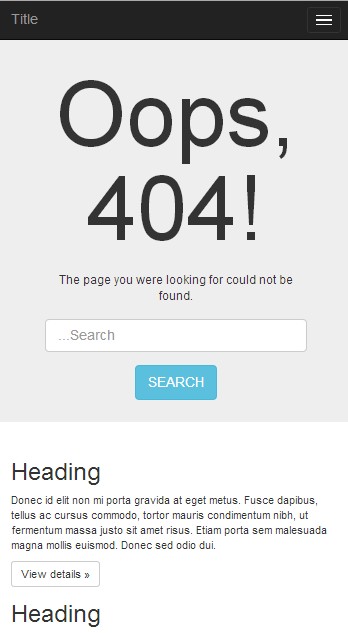 Title
Oops,
404!
The page you were looking for could not be
found.
...Search
SEARCH
Heading
Donec id elit non mi porta gravida at eget metus. Fusce dapibus,
tellus ac cursus commodo, tortor mauris condimentum nibh, ut
fermentum massa justo sit amet risus. Etiam porta sem malesuada
magna mollis euismod. Donec sed odio dui.
View details »
Heading